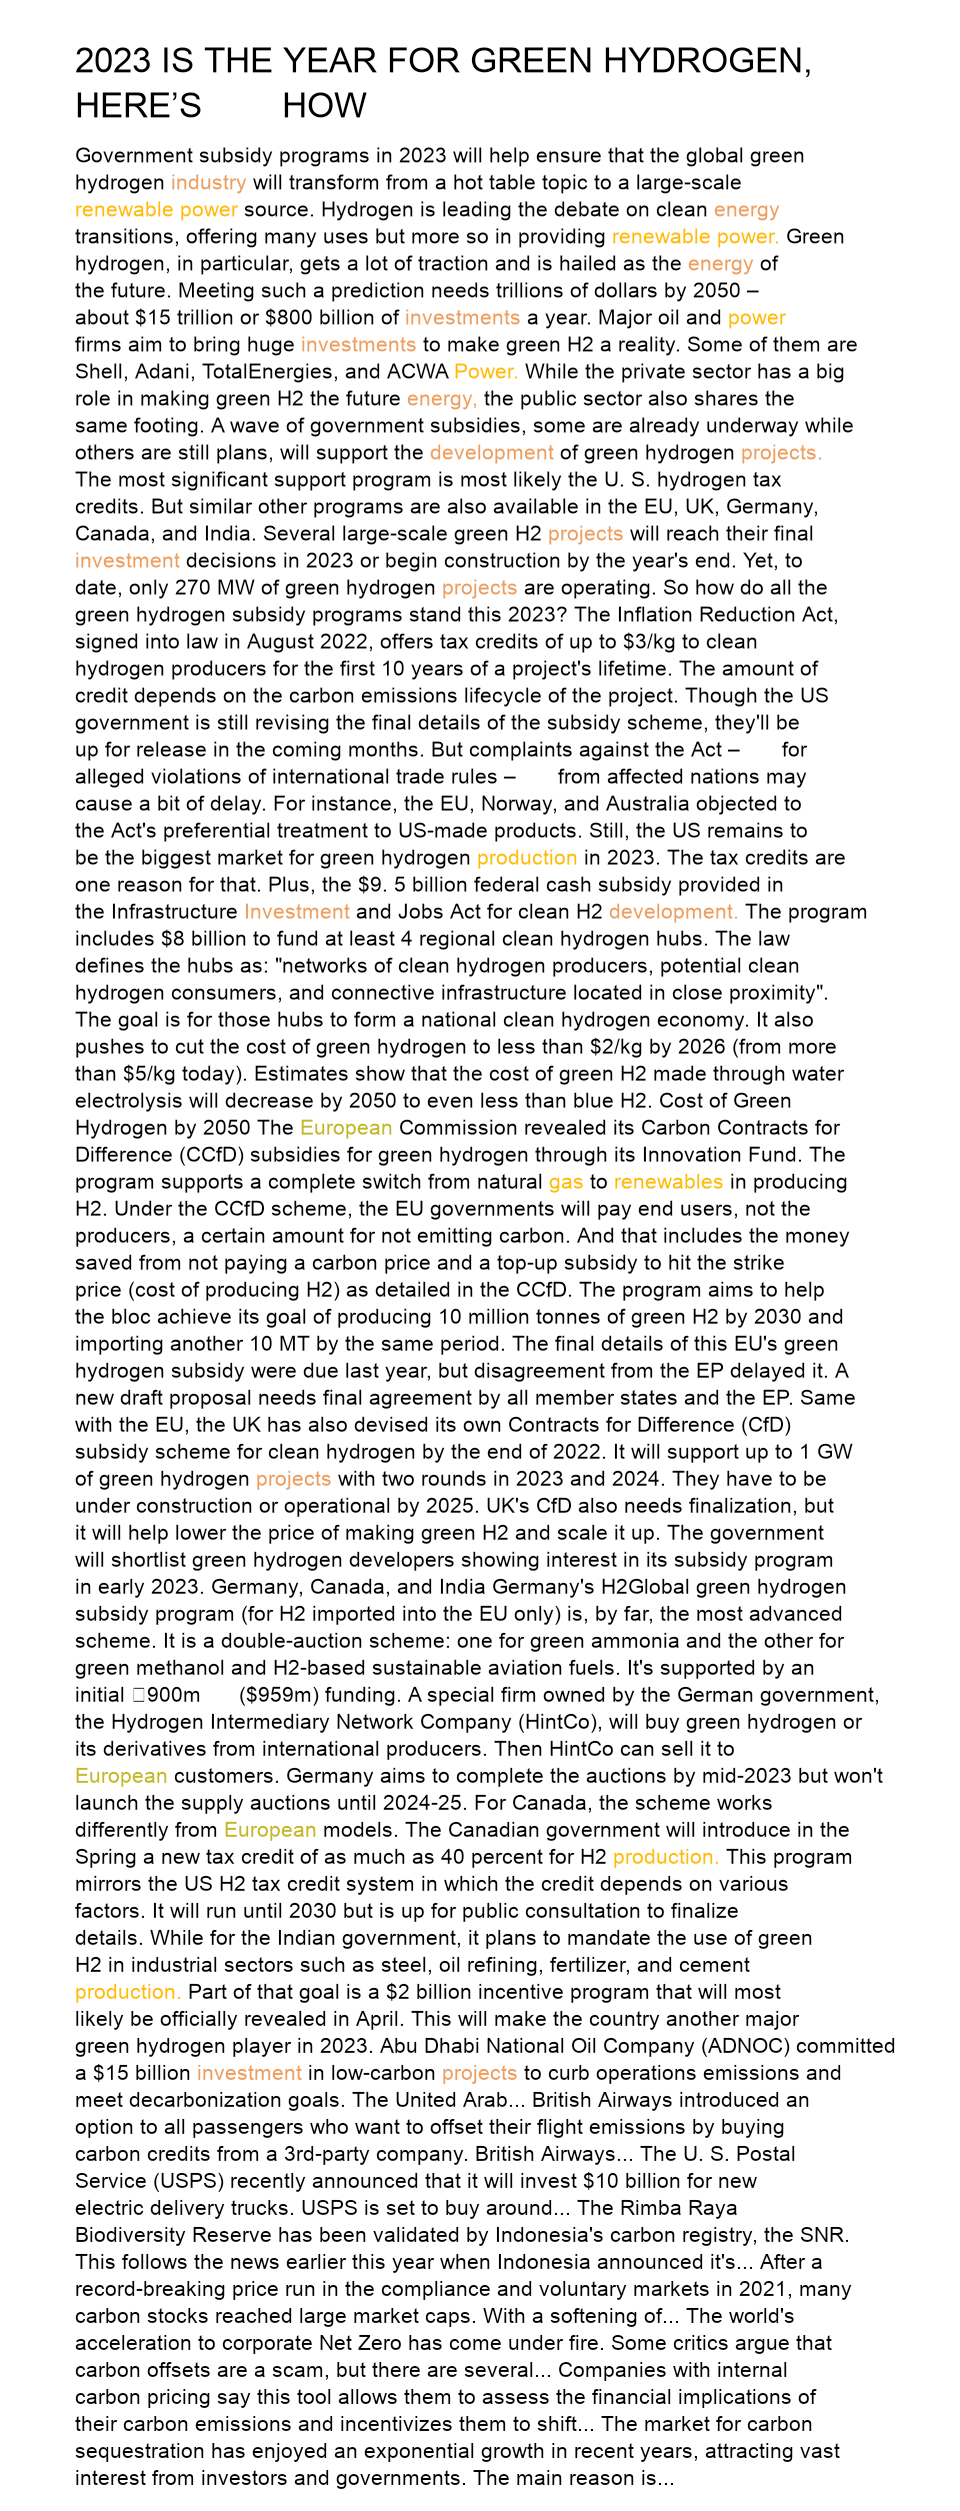 2023 IS THE YEAR FOR GREEN HYDROGEN,
HERE’S HOW
Government subsidy programs in 2023 will help ensure that the global green
hydrogen industry will transform from a hot table topic to a large-scale
renewable power source. Hydrogen is leading the debate on clean energy
transitions, offering many uses but more so in providing renewable power. Green
hydrogen, in particular, gets a lot of traction and is hailed as the energy of
the future. Meeting such a prediction needs trillions of dollars by 2050 –
about $15 trillion or $800 billion of investments a year. Major oil and power
firms aim to bring huge investments to make green H2 a reality. Some of them are
Shell, Adani, TotalEnergies, and ACWA Power. While the private sector has a big
role in making green H2 the future energy, the public sector also shares the
same footing. A wave of government subsidies, some are already underway while
others are still plans, will support the development of green hydrogen projects.
The most significant support program is most likely the U. S. hydrogen tax
credits. But similar other programs are also available in the EU, UK, Germany,
Canada, and India. Several large-scale green H2 projects will reach their final
investment decisions in 2023 or begin construction by the year's end. Yet, to
date, only 270 MW of green hydrogen projects are operating. So how do all the
green hydrogen subsidy programs stand this 2023? The Inflation Reduction Act,
signed into law in August 2022, offers tax credits of up to $3/kg to clean
hydrogen producers for the first 10 years of a project's lifetime. The amount of
credit depends on the carbon emissions lifecycle of the project. Though the US
government is still revising the final details of the subsidy scheme, they'll be
up for release in the coming months. But complaints against the Act – for
alleged violations of international trade rules – from affected nations may
cause a bit of delay. For instance, the EU, Norway, and Australia objected to
the Act's preferential treatment to US-made products. Still, the US remains to
be the biggest market for green hydrogen production in 2023. The tax credits are
one reason for that. Plus, the $9. 5 billion federal cash subsidy provided in
the Infrastructure Investment and Jobs Act for clean H2 development. The program
includes $8 billion to fund at least 4 regional clean hydrogen hubs. The law
defines the hubs as: "networks of clean hydrogen producers, potential clean
hydrogen consumers, and connective infrastructure located in close proximity".
The goal is for those hubs to form a national clean hydrogen economy. It also
pushes to cut the cost of green hydrogen to less than $2/kg by 2026 (from more
than $5/kg today). Estimates show that the cost of green H2 made through water
electrolysis will decrease by 2050 to even less than blue H2. Cost of Green
Hydrogen by 2050 The European Commission revealed its Carbon Contracts for
Difference (CCfD) subsidies for green hydrogen through its Innovation Fund. The
program supports a complete switch from natural gas to renewables in producing
H2. Under the CCfD scheme, the EU governments will pay end users, not the
producers, a certain amount for not emitting carbon. And that includes the money
saved from not paying a carbon price and a top-up subsidy to hit the strike
price (cost of producing H2) as detailed in the CCfD. The program aims to help
the bloc achieve its goal of producing 10 million tonnes of green H2 by 2030 and
importing another 10 MT by the same period. The final details of this EU's green
hydrogen subsidy were due last year, but disagreement from the EP delayed it. A
new draft proposal needs final agreement by all member states and the EP. Same
with the EU, the UK has also devised its own Contracts for Difference (CfD)
subsidy scheme for clean hydrogen by the end of 2022. It will support up to 1 GW
of green hydrogen projects with two rounds in 2023 and 2024. They have to be
under construction or operational by 2025. UK's CfD also needs finalization, but
it will help lower the price of making green H2 and scale it up. The government
will shortlist green hydrogen developers showing interest in its subsidy program
in early 2023. Germany, Canada, and India Germany's H2Global green hydrogen
subsidy program (for H2 imported into the EU only) is, by far, the most advanced
scheme. It is a double-auction scheme: one for green ammonia and the other for
green methanol and H2-based sustainable aviation fuels. It's supported by an
initial 900m ($959m) funding. A special firm owned by the German government,
the Hydrogen Intermediary Network Company (HintCo), will buy green hydrogen or
its derivatives from international producers. Then HintCo can sell it to
European customers. Germany aims to complete the auctions by mid-2023 but won't
launch the supply auctions until 2024-25. For Canada, the scheme works
differently from European models. The Canadian government will introduce in the
Spring a new tax credit of as much as 40 percent for H2 production. This program
mirrors the US H2 tax credit system in which the credit depends on various
factors. It will run until 2030 but is up for public consultation to finalize
details. While for the Indian government, it plans to mandate the use of green
H2 in industrial sectors such as steel, oil refining, fertilizer, and cement
production. Part of that goal is a $2 billion incentive program that will most
likely be officially revealed in April. This will make the country another major
green hydrogen player in 2023. Abu Dhabi National Oil Company (ADNOC) committed
a $15 billion investment in low-carbon projects to curb operations emissions and
meet decarbonization goals. The United Arab... British Airways introduced an
option to all passengers who want to offset their flight emissions by buying
carbon credits from a 3rd-party company. British Airways... The U. S. Postal
Service (USPS) recently announced that it will invest $10 billion for new
electric delivery trucks. USPS is set to buy around... The Rimba Raya
Biodiversity Reserve has been validated by Indonesia's carbon registry, the SNR.
This follows the news earlier this year when Indonesia announced it's... After a
record-breaking price run in the compliance and voluntary markets in 2021, many
carbon stocks reached large market caps. With a softening of... The world's
acceleration to corporate Net Zero has come under fire. Some critics argue that
carbon offsets are a scam, but there are several... Companies with internal
carbon pricing say this tool allows them to assess the financial implications of
their carbon emissions and incentivizes them to shift... The market for carbon
sequestration has enjoyed an exponential growth in recent years, attracting vast
interest from investors and governments. The main reason is...